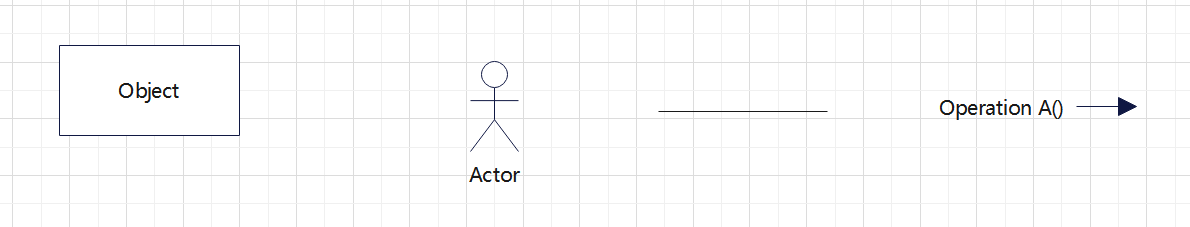 Object
Actor
Operation A()